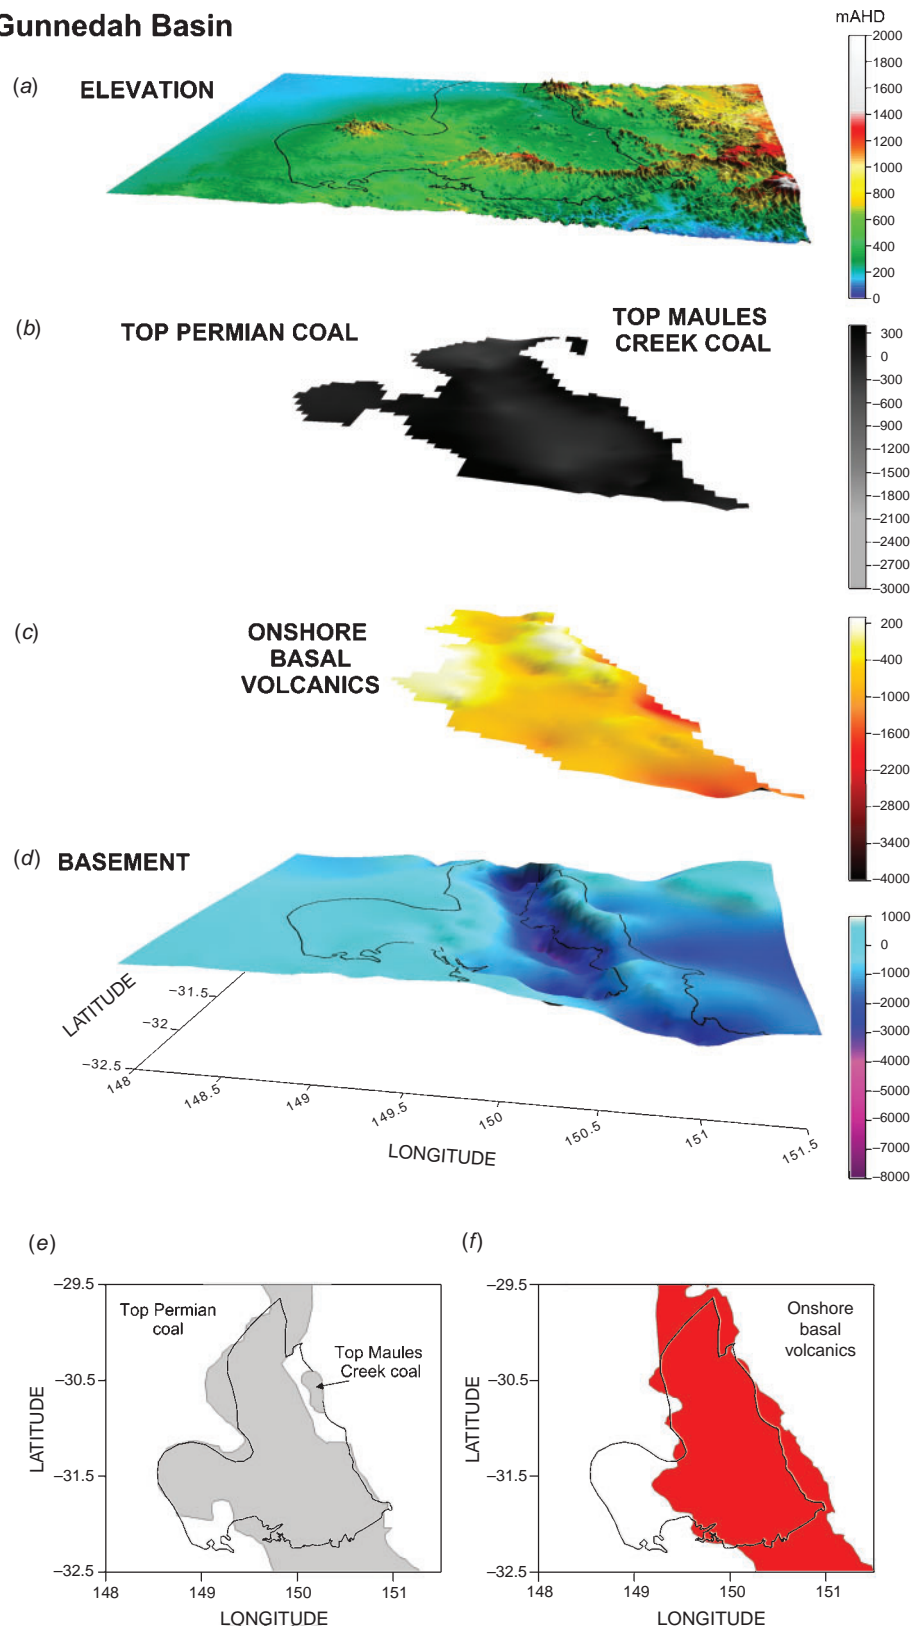 Gunnedah Basin
mAHD
(a)
ELEVATION
2000
1800
1600
1400
1200
1000
800
600
400
200
0
(b)
TOP PERMIAN COAL
TOP MAULES
CREEK COAL
300
0
–300
–600
–900
–1200
–1500
–1800
–2100
–2400
–2700
–3000
(c)
ONSHORE
BASAL
VOLCANICS
200
–400
–1000
–1600
–2200
–2800
–3400
–4000
(d)
BASEMENT
1000
0
–1000
–2000
–3000
–4000
–5000
–6000
–7000
–8000
LATITUDE
–31.5
–32
–32.5
148
148.5
149
149.5
150
150.5
151
151.5
LONGITUDE
(e)
–29.5
–30.5
–31.5
–32.5
LATITUDE
Top Permian
coal
Top Maules
Creek coal
148
149
150
151
LONGITUDE
(f)
–29.5
–30.5
–31.5
–32.5
LATITUDE
Onshore
basal
volcanics
148
149
150
151
LONGITUDE